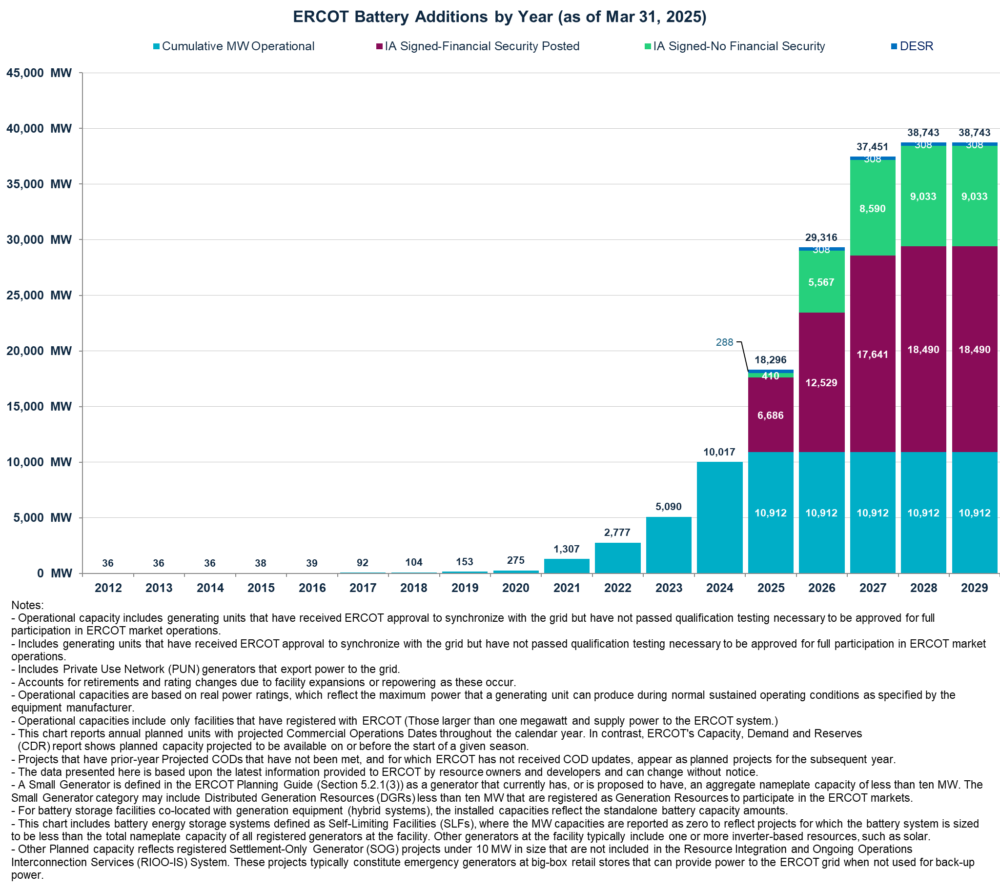 ERCOT Battery Additions by Year (as of Mar 31, 2025)
Cumulative MW Operational IA Signed-Financial Security Posted IA Signed-No Financial Security DESR
45,000 MW
40,000 MW
35,000 MW
30,000 MW
25,000 MW
20,000 MW
15,000 MW
10,000 MW
5,000 MW
0 MW
36 36 36 38 39 92 104 153 275 1,307 2,777 5,090 10,017
18,296
288
410
6,686
10,912
29,316
308
5,567
12,529
10,912
37,451
308
8,590
17,641
10,912
38,743
308
9,033
18,490
10,912
38,743
308
9,033
18,490
10,912
2012 2013 2014 2015 2016 2017 2018 2019 2020 2021 2022 2023 2024 2025 2026 2027 2028 2029
Notes:
- Operational capacity includes generating units that have received ERCOT approval to synchronize with the grid but have not passed qualification testing necessary to be approved for full
participation in ERCOT market operations.
- Includes generating units that have received ERCOT approval to synchronize with the grid but have not passed qualification testing necessary to be approved for full participation in ERCOT market
operations.
- Includes Private Use Network (PUN) generators that export power to the grid.
- Accounts for retirements and rating changes due to facility expansions or repowering as these occur.
- Operational capacities are based on real power ratings, which reflect the maximum power that a generating unit can produce during normal sustained operating conditions as specified by the
equipment manufacturer.
- Operational capacities include only facilities that have registered with ERCOT (Those larger than one megawatt and supply power to the ERCOT system.)
- This chart reports annual planned units with projected Commercial Operations Dates throughout the calendar year. In contrast, ERCOT's Capacity, Demand and Reserves
(CDR) report shows planned capacity projected to be available on or before the start of a given season.
- Projects that have prior-year Projected CODs that have not been met, and for which ERCOT has not received COD updates, appear as planned projects for the subsequent year.
- The data presented here is based upon the latest information provided to ERCOT by resource owners and developers and can change without notice.
- A Small Generator is defined in the ERCOT Planning Guide (Section 5.2.1(3)) as a generator that currently has, or is proposed to have, an aggregate nameplate capacity of less than ten MW. The
Small Generator category may include Distributed Generation Resources (DGRs) less than ten MW that are registered as Generation Resources to participate in the ERCOT markets.
- For battery storage facilities co-located with generation equipment (hybrid systems), the installed capacities reflect the standalone battery capacity amounts.
- This chart includes battery energy storage systems defined as Self-Limiting Facilities (SLFs), where the MW capacities are reported as zero to reflect projects for which the battery system is sized
to be less than the total nameplate capacity of all registered generators at the facility. Other generators at the facility typically include one or more inverter-based resources, such as solar.
- Other Planned capacity reflects registered Settlement-Only Generator (SOG) projects under 10 MW in size that are not included in the Resource Integration and Ongoing Operations
Interconnection Services (RIOO-IS) System. These projects typically constitute emergency generators at big-box retail stores that can provide power to the ERCOT grid when not used for back-up
power.